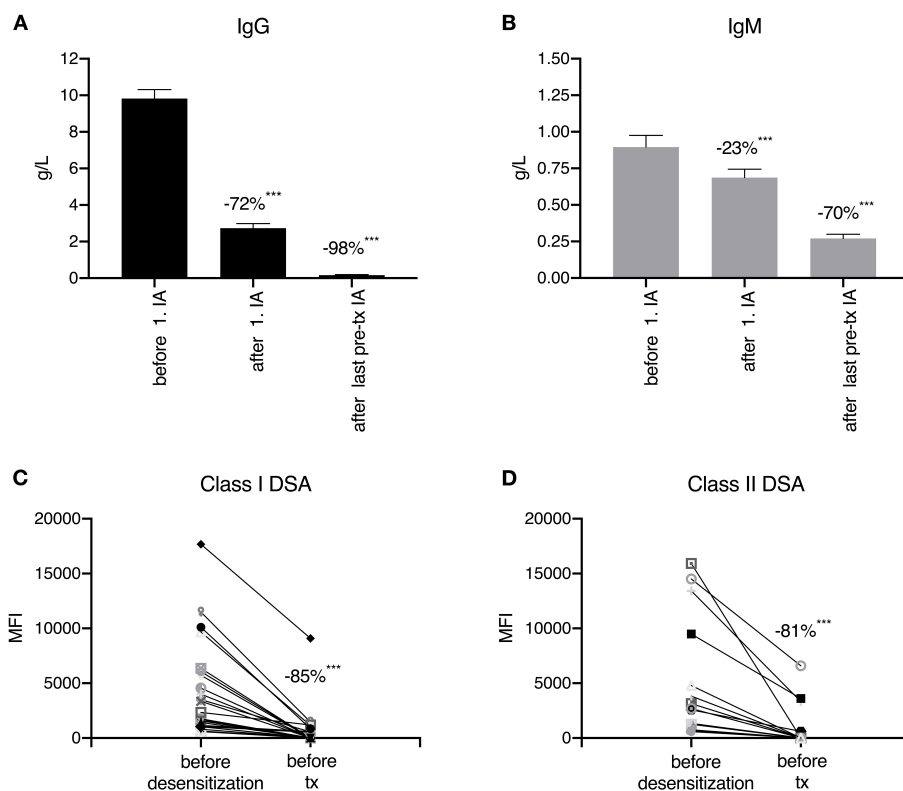 A
IgG
12
10
8
6
4
2
0
g/L
-72%***
-98%***
before 1. IA
after 1. IA
after last pre-tx IA
B
IgM
1.50
1.25
1.00
0.75
0.50
0.25
0.00
g/L
-23%***
-70%***
before 1. IA
after 1. IA
after last pre-tx IA
C
Class I DSA
20000
15000
10000
5000
0
MFI
-85%***
before
desensitization
before
tx
D
Class II DSA
20000
15000
10000
5000
0
MFI
-81%***
before
desensitization
before
tx